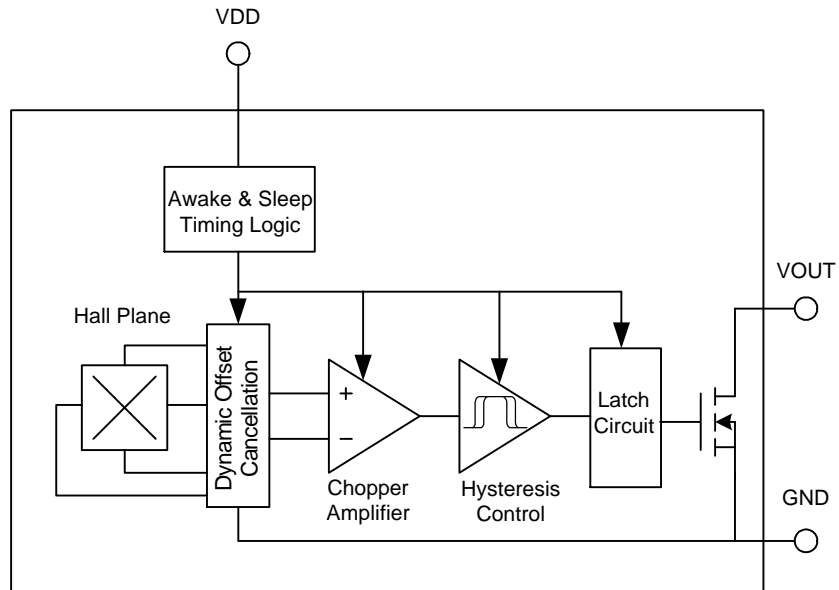 VDD
Awake & Sleep
Timing Logic
VOUT
Hall Plane
Dynamic Offset
Cancellation
+
−
Latch
Circuit
Chopper
Amplifier
Hysteresis
Control
GND